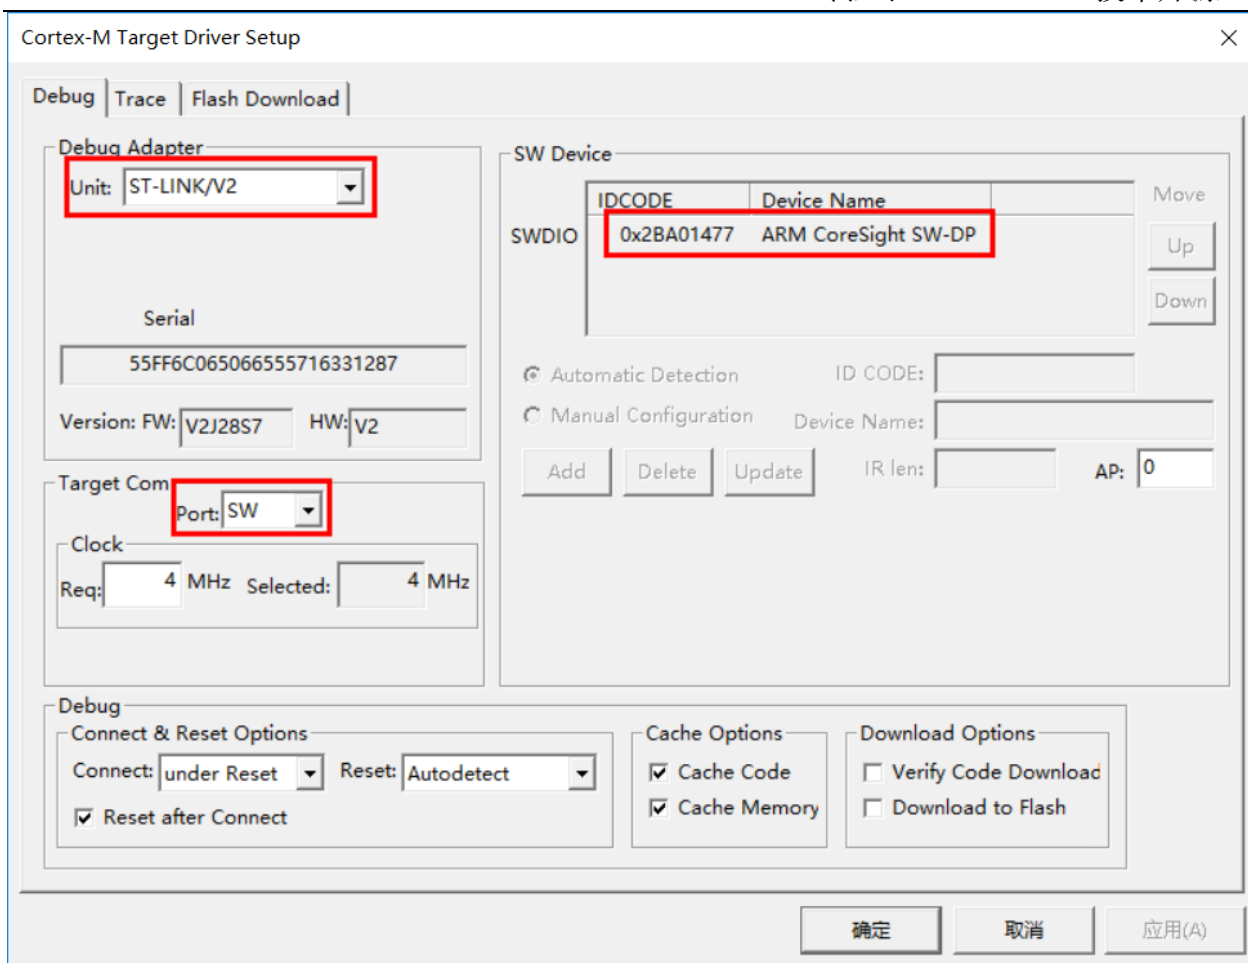 Cortex-M Target Driver Setup
Debug Trace Flash Download
Debug Adapter
Unit: ST-LINK/V2
Serial
55FF6C065066555716331287
Version: FW: V2J28S7 HW: V2
Target Com
Port: SW
Clock
Req: 4 MHz Selected: 4 MHz
SW Device
IDCODE Device Name
SWDIO 0x2BA01477 ARM CoreSight SW-DP
Move
Up
Down
Automatic Detection ID CODE:
Manual Configuration Device Name:
Add Delete Update IR len: AP: 0
Debug
Connect & Reset Options
Connect: under Reset Reset: Autodetect
Reset after Connect
Cache Options
Cache Code
Cache Memory
Download Options
Verify Code Download
Download to Flash
确定 取消 应用(A)